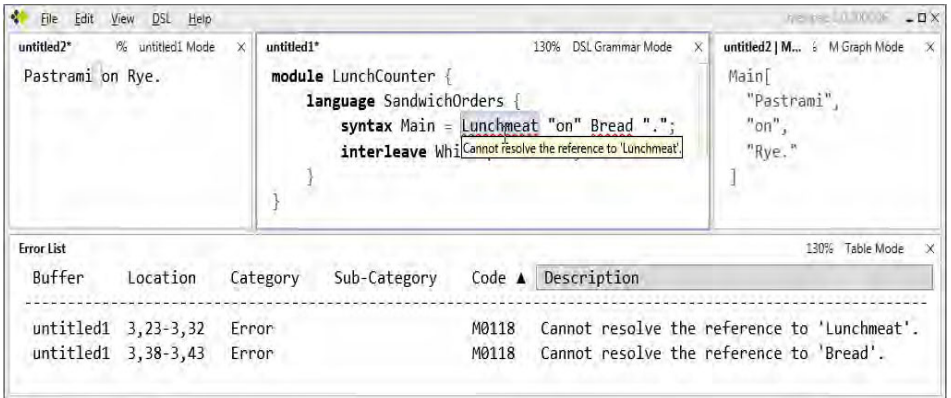 File Edit View DSL Help
untitled2* untitled1 Mode X
Pastrami on Rye.
untitled1* 130% DSL Grammar Mode X
module LunchCounter {
language SandwichOrders {
syntax Main = Lunchmeat "on" Bread ".";
interleave Whi
Cannot resolve the reference to 'Lunchmeat'.
}
}
untitled2 | M... M Graph Mode X
Main[
"Pastrami",
"on",
"Rye."
]
Error List 130% Table Mode X
Buffer Location Category Sub-Category Code ▲ Description
untitled1 3,23-3,32 Error M0118 Cannot resolve the reference to 'Lunchmeat'.
untitled1 3,38-3,43 Error M0118 Cannot resolve the reference to 'Bread'.